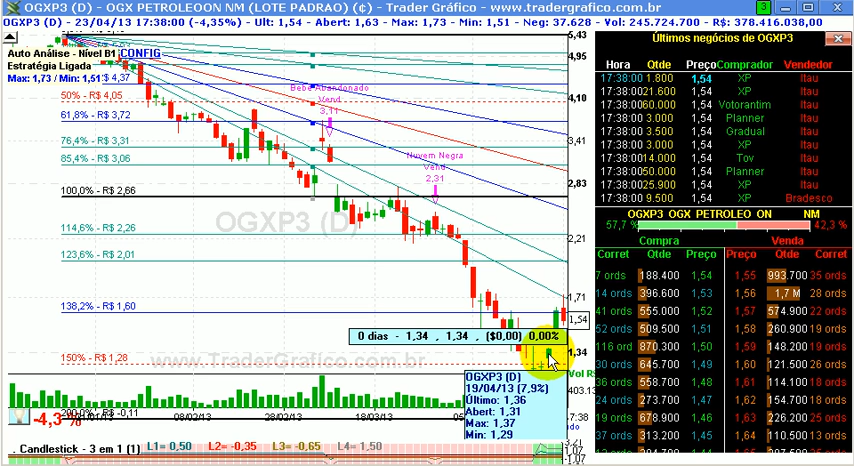 OGXP3 (D) - OGX PETROLEOON NM (LOTE PADRAO) (¢) - Trader Gráfico - www.tradergrafico.com.br
3
OGXP3 (D) - 23/04/13 17:38:00 (-4,35%) - Ult: 1,54 - Abert: 1,63 - Max: 1,73 - Min: 1,51 - Neg: 37.628 - Vol: 245.724.700 - R$: 378.416.038,00
Auto Análise - Nível B1 CONFIG
Estratégia Ligada
Max: 1,73 / Min: 1,51
R$ 4,37
50% - R$ 4,05
61,8% - R$ 3,72
76,4% - R$ 3,31
85,4% - R$ 3,06
100,0% - R$ 2,66
114,6% - R$ 2,26
123,6% - R$ 2,01
138,2% - R$ 1,60
150% - R$ 1,28
200,0% - R$ -0,11
Bebê Abandonado
Vend
3,11
Nuvem Negra
Vend
2,31
OGXP3 (D)
www.TraderGrafico.com.br
0 dias - 1,34 , 1,34 , ($0,00) 0,00%
OGXP3 (D)
19/04/13 (7,9%)
Último: 1,36
Abert: 1,31
Max: 1,37
Min: 1,29
5,43
4,95
4,10
3,41
2,83
2,21
1,71
1,54
1,34
Vol R$
403.13
7.38
-4,3%
08/02/13
28/02/13
18/03/13
. Candlestick - 3 em 1 (1) L1= 0,50 L2= -0,35 L3= -0,65 L4= 1,50
3,21
1,07
-1,07
Últimos negócios de OGXP3
Hora Qtde Preço Comprador Vendedor
17:38:00 1.800 1,54 XP Itau
17:38:00 21.600 1,54 XP Itau
17:38:00 60.000 1,54 Votorantim Itau
17:38:00 3.000 1,54 Planner Itau
17:38:00 3.500 1,54 Gradual Itau
17:38:00 3.000 1,54 XP Itau
17:38:00 14.000 1,54 Tov Itau
17:38:00 50.000 1,54 Planner Itau
17:38:00 25.900 1,54 XP Itau
17:38:00 9.500 1,54 XP Bradesco
OGXP3 OGX PETROLEO ON NM
57,7 % 42,3 %
Compra Venda
Corret Qtde Preço Preço Qtde Corret
7 ords 188.400 1,54 1,55 993.700 35 ords
14 ords 396.600 1,53 1,56 1,7 M 28 ords
41 ords 555.000 1,52 1,57 574.900 22 ords
52 ords 509.500 1,51 1,58 260.900 19 ords
116 ord 870.300 1,50 1,59 148.200 14 ords
30 ords 645.700 1,49 1,60 121.500 26 ords
36 ords 558.700 1,48 1,61 114.100 18 ords
24 ords 273.200 1,47 1,62 154.700 18 ords
19 ords 678.900 1,46 1,63 226.200 25 ords
37 ords 313.200 1,45 1,64 110.500 13 ords